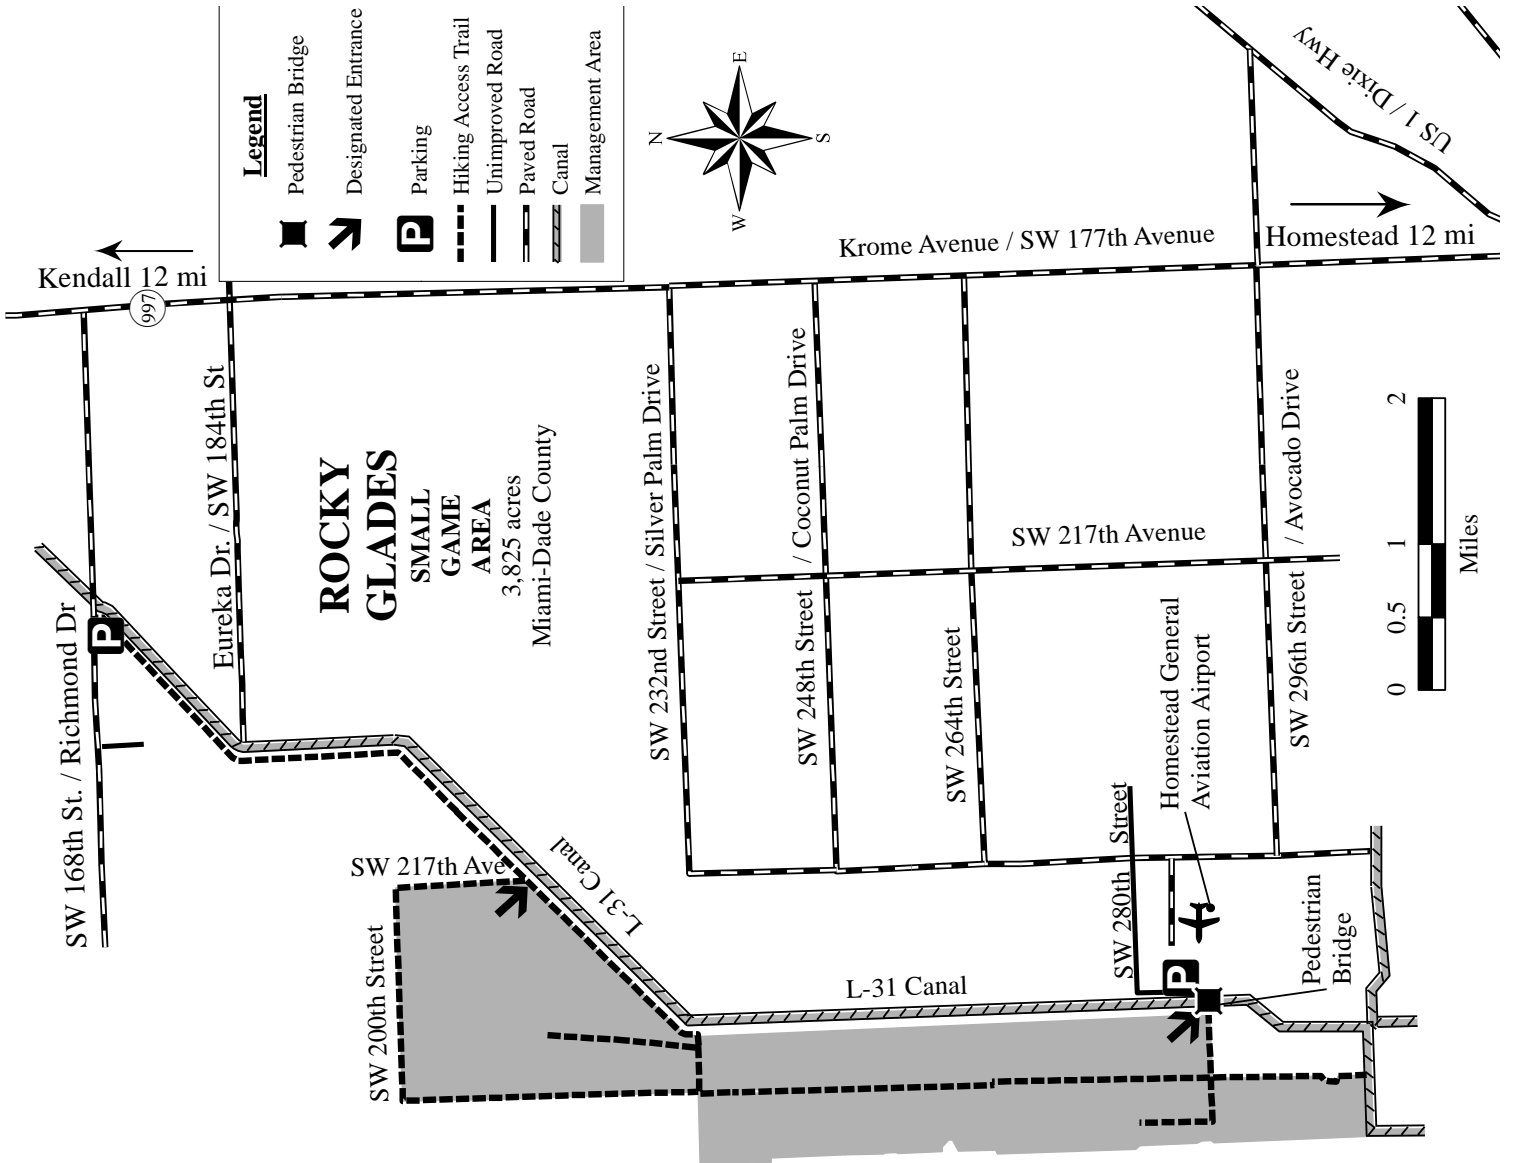 Legend
Pedestrian Bridge
Designated Entrance
P
Parking
Hiking Access Trail
Unimproved Road
Paved Road
Canal
Management Area
N
E
S
W
US 1 / Dixie Hwy
Krome Avenue / SW 177th Avenue
Homestead 12 mi
Kendall 12 mi
997
ROCKY
GLADES
SMALL
GAME
AREA
3,825 acres
Miami-Dade County
SW 168th St. / Richmond Dr
P
Eureka Dr. / SW 184th St
SW 232nd Street / Silver Palm Drive
SW 248th Street / Coconut Palm Drive
SW 264th Street
SW 217th Avenue
SW 296th Street / Avocado Drive
0 0.5 1 2
Miles
Homestead General
Aviation Airport
SW 280th Street
P
Pedestrian
Bridge
L-31 Canal
L-31 Canal
SW 217th Ave
SW 200th Street